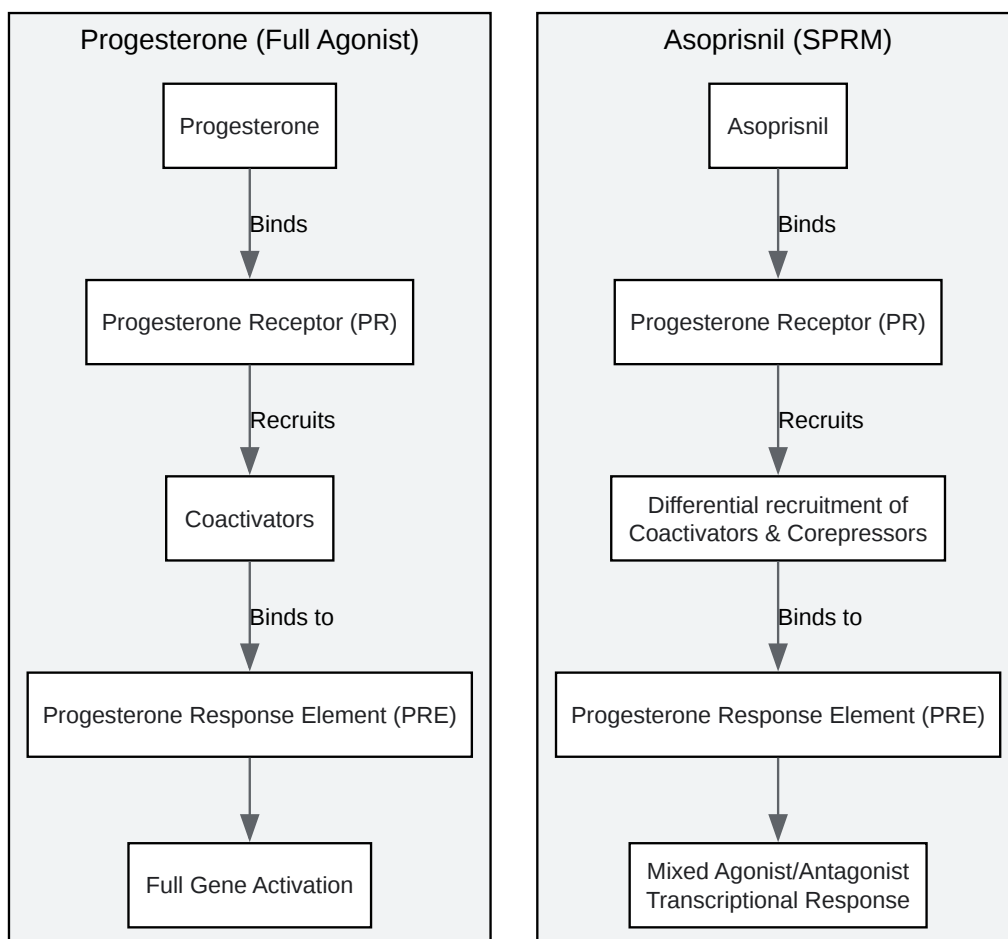 Progesterone (Full Agonist)
Progesterone
Binds
Progesterone Receptor (PR)
Recruits
Coactivators
Binds to
Progesterone Response Element (PRE)
Full Gene Activation
Asoprisnil (SPRM)
Asoprisnil
Binds
Progesterone Receptor (PR)
Recruits
Differential recruitment of
Coactivators & Corepressors
Binds to
Progesterone Response Element (PRE)
Mixed Agonist/Antagonist
Transcriptional Response